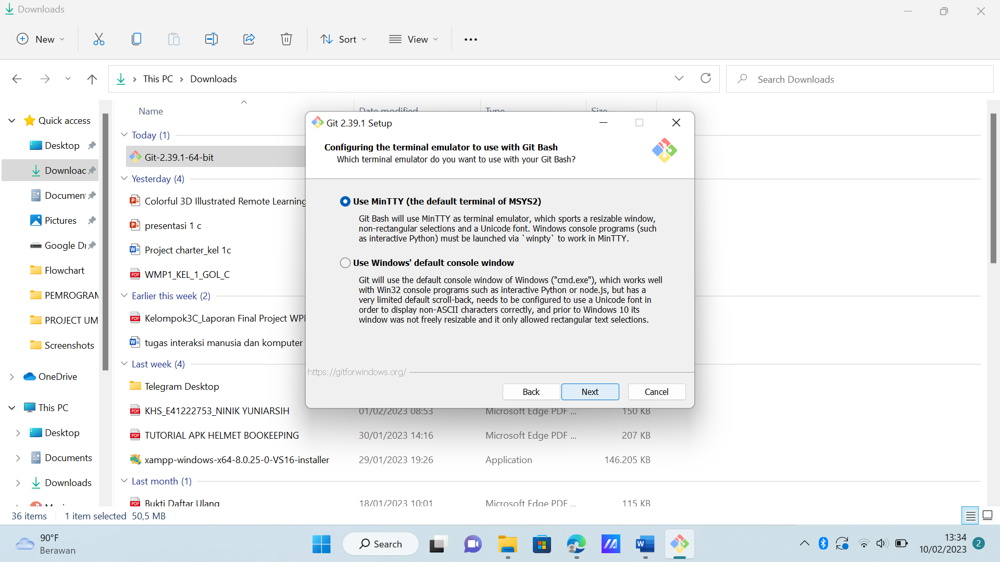 Downloads
New
Sort
View
This PC
Downloads
Search Downloads
Name
Date modified
Type
Size
Quick access
Desktop
Downloac
Documen
Pictures
Google Dr
Flowchart
PEMROGRAM
PROJECT UM
Screenshots
OneDrive
This PC
Desktop
Documents
Downloads
Today (1)
Git-2.39.1-64-bit
Yesterday (4)
Colorful 3D Illustrated Remote Learning
presentasi 1 c
Project charter_kel 1c
WMP1_KEL_1_GOL_C
Earlier this week (2)
Kelompok3C_Laporan Final Project WPF
tugas interaksi manusia dan komputer
Last week (4)
Telegram Desktop
KHS_E41222753_NINIK YUNIARSIH 01/02/2023 08:53 Microsoft Edge PDF ... 150 KB
TUTORIAL APK HELMET BOOKEEPING 30/01/2023 14:16 Microsoft Edge PDF ... 207 KB
xampp-windows-x64-8.0.25-0-VS16-installer 29/01/2023 19:26 Application 146.205 KB
Last month (1)
Bukti Daftar Ulang 18/01/2023 10:01 Microsoft Edge PDF ... 115 KB
Git 2.39.1 Setup
Configuring the terminal emulator to use with Git Bash
Which terminal emulator do you want to use with your Git Bash?
Use MinTTY (the default terminal of MSYS2)
Git Bash will use MinTTY as terminal emulator, which sports a resizable window,
non-rectangular selections and a Unicode font. Windows console programs (such
as interactive Python) must be launched via `winpty` to work in MinTTY.
Use Windows' default console window
Git will use the default console window of Windows ("cmd.exe"), which works well
with Win32 console programs such as interactive Python or node.js, but has a
very limited default scroll-back, needs to be configured to use a Unicode font in
order to display non-ASCII characters correctly, and prior to Windows 10 its
window was not freely resizable and it only allowed rectangular text selections.
https://gitforwindows.org/
Back
Next
Cancel
36 items
1 item selected 50,5 MB
90°F
Berawan
Search
13:34
10/02/2023
2